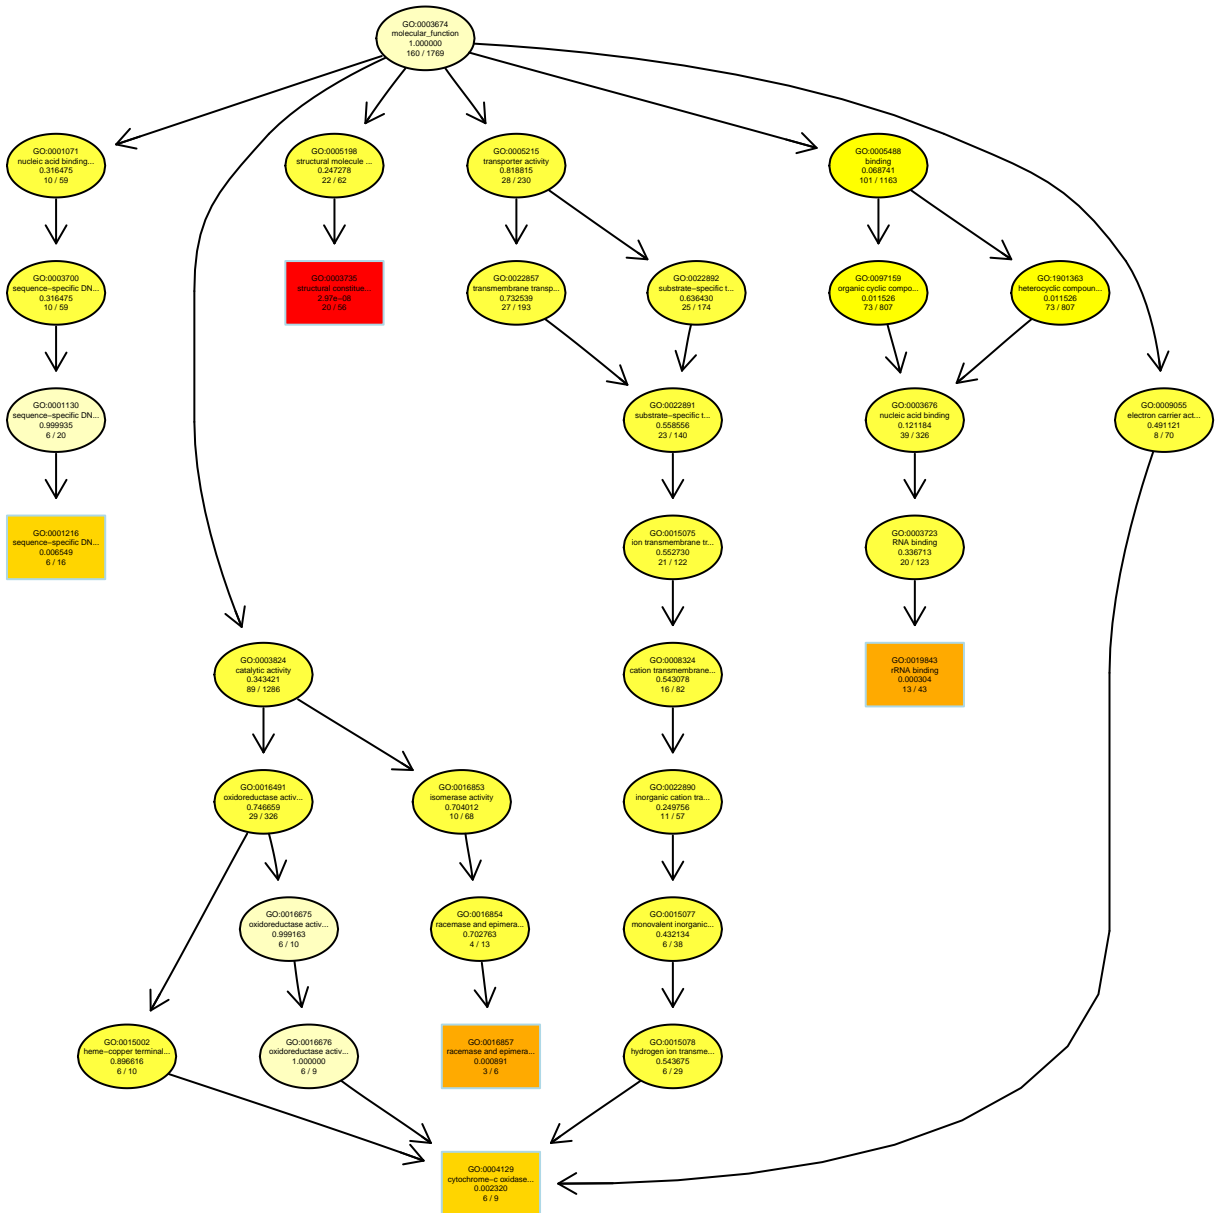 GO:0003674
molecular_function
1.000000
160 / 1769
GO:0001071
nucleic acid binding...
0.316475
10 / 59
GO:0005198
structural molecule ...
0.247278
22 / 62
GO:0005215
transporter activity
0.818815
28 / 230
GO:0005488
binding
0.068741
101 / 1163
GO:0003700
sequence−specific DN...
0.316475
10 / 59
GO:0003735
structural constitue...
2.97e−08
20 / 56
GO:0022857
transmembrane transp...
0.732539
27 / 193
GO:0022892
substrate−specific t...
0.636430
25 / 174
GO:0097159
organic cyclic compo...
0.011526
73 / 807
GO:1901363
heterocyclic compoun...
0.011526
73 / 807
GO:0001130
sequence−specific DN...
0.999935
6 / 20
GO:0022891
substrate−specific t...
0.558556
23 / 140
GO:0003676
nucleic acid binding
0.121184
39 / 326
GO:0009055
electron carrier act...
0.491121
8 / 70
GO:0001216
sequence−specific DN...
0.006549
6 / 16
GO:0015075
ion transmembrane tr...
0.552730
21 / 122
GO:0003723
RNA binding
0.336713
20 / 123
GO:0003824
catalytic activity
0.343421
89 / 1286
GO:0008324
cation transmembrane...
0.543078
16 / 82
GO:0019843
rRNA binding
0.000304
13 / 43
GO:0016491
oxidoreductase activ...
0.746659
29 / 326
GO:0016853
isomerase activity
0.704012
10 / 68
GO:0022890
inorganic cation tra...
0.249756
11 / 57
GO:0016675
oxidoreductase activ...
0.999163
6 / 10
GO:0016854
racemase and epimera...
0.702763
4 / 13
GO:0015077
monovalent inorganic...
0.432134
6 / 38
GO:0015002
heme−copper terminal...
0.896616
6 / 10
GO:0016676
oxidoreductase activ...
1.000000
6 / 9
GO:0016857
racemase and epimera...
0.000891
3 / 6
GO:0015078
hydrogen ion transme...
0.543675
6 / 29
GO:0004129
cytochrome−c oxidase...
0.002320
6 / 9